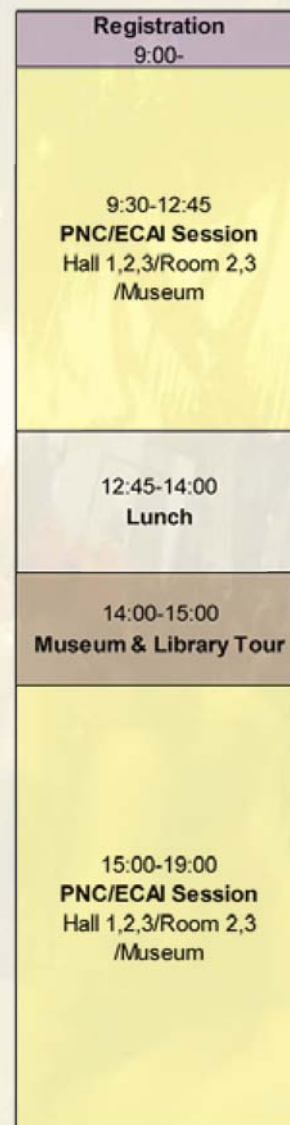 Registration
9:00-
9:30-12:45
PNC/ECAI Session
Hall 1,2,3/Room 2,3
/Museum
12:45-14:00
Lunch
14:00-15:00
Museum & Library Tour
15:00-19:00
PNC/ECAI Session
Hall 1,2,3/Room 2,3
/Museum